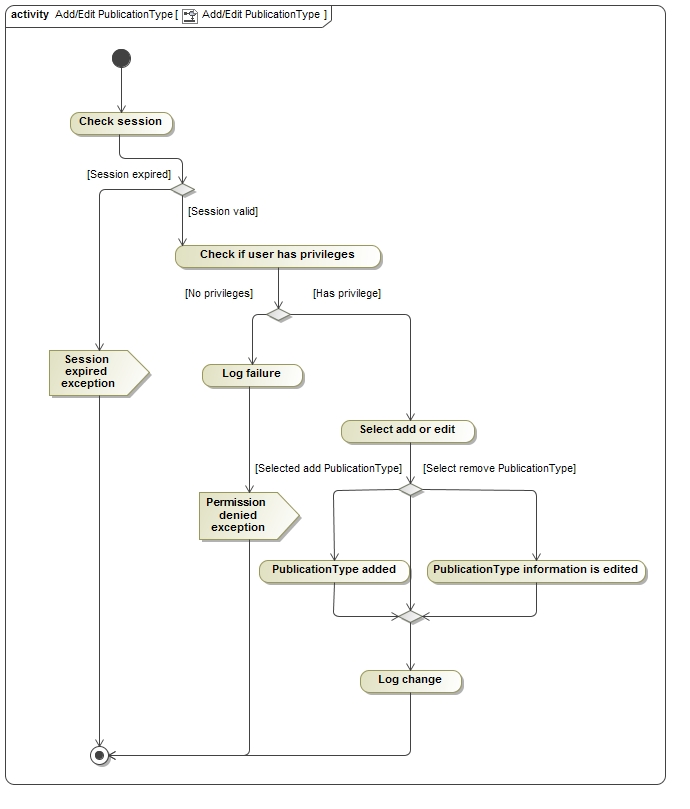 activity Add/Edit PublicationType [ Add/Edit PublicationType ]
Check session
[Session expired]
[Session valid]
Check if user has privileges
[No privileges]
[Has privilege]
Session
expired
exception
Log failure
Select add or edit
[Selected add PublicationType]
[Select remove PublicationType]
Permission
denied
exception
PublicationType added
PublicationType information is edited
Log change